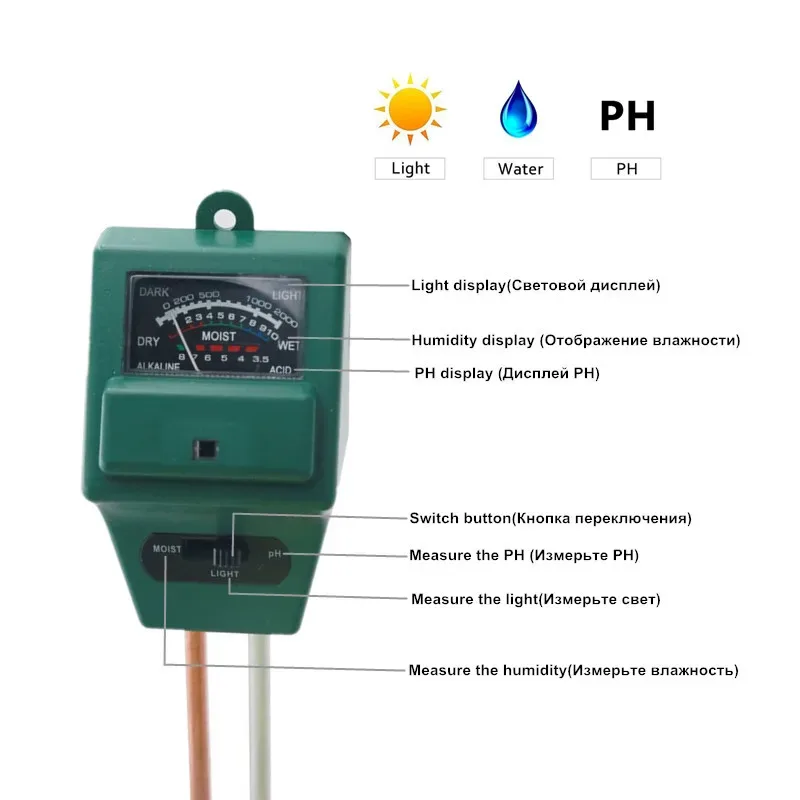 PH
Light
Water
PH
DARK
LIGHT
0 200 500 1000 2000
2 3 4 5 6 7 8 9 10
DRY
MOIST
WET
8 7 6 5 4 3.5
ALKALINE
ACID
Light display(Световой дисплей)
Humidity display (Отображение влажности)
PH display (Дисплей PH)
Switch button(Кнопка переключения)
MOIST
pH
LIGHT
Measure the PH (Измерьте PH)
Measure the light(Измерьте свет)
Measure the humidity(Измерьте влажность)